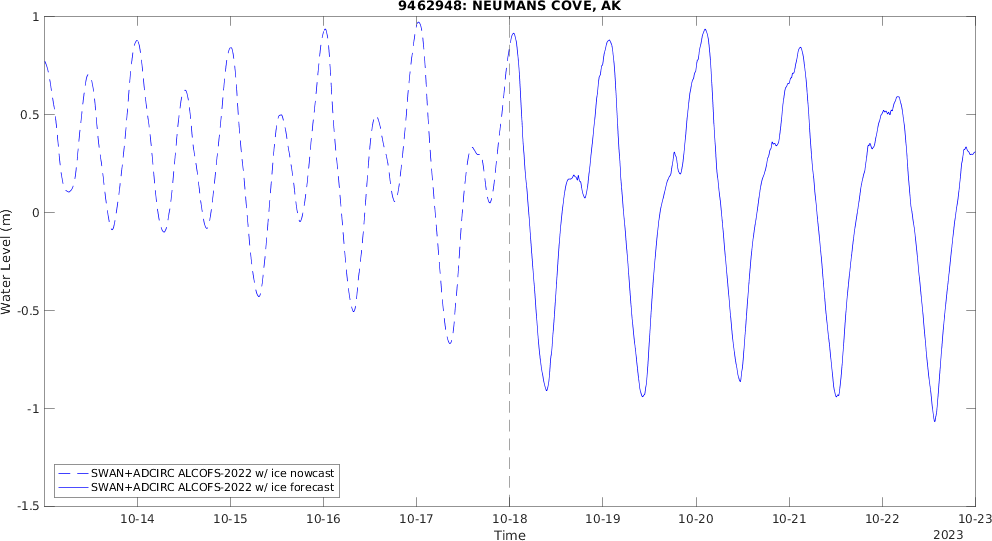 9462948: NEUMANS COVE, AK
1
0.5
0
-0.5
-1
-1.5
Water Level (m)
SWAN+ADCIRC ALCOFS-2022 w/ ice nowcast
SWAN+ADCIRC ALCOFS-2022 w/ ice forecast
10-14 10-15 10-16 10-17 10-18 10-19 10-20 10-21 10-22 10-23
Time
2023